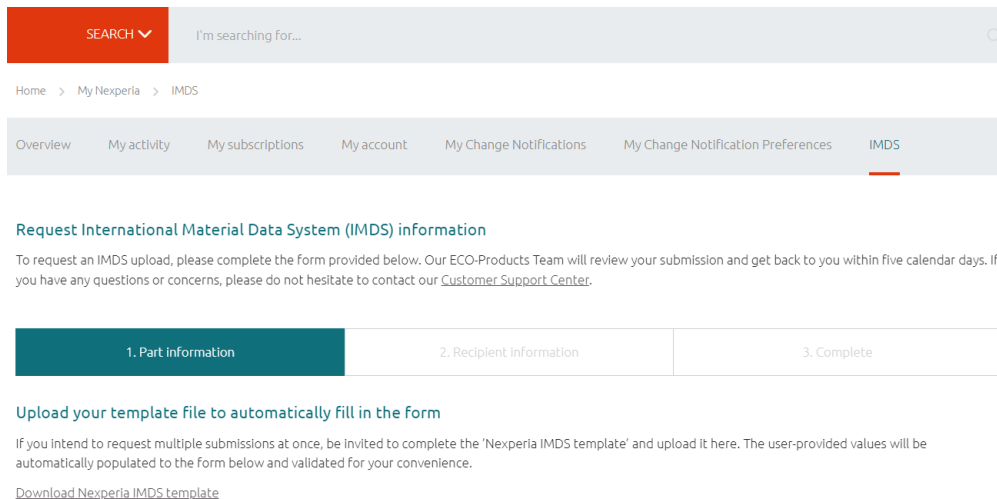 SEARCH
I'm searching for...
Home > My Nexperia > IMDS
Overview My activity My subscriptions My account My Change Notifications My Change Notification Preferences IMDS
Request International Material Data System (IMDS) information
To request an IMDS upload, please complete the form provided below. Our ECO-Products Team will review your submission and get back to you within five calendar days. If
you have any questions or concerns, please do not hesitate to contact our Customer Support Center.
1. Part information 2. Recipient information 3. Complete
Upload your template file to automatically fill in the form
If you intend to request multiple submissions at once, be invited to complete the 'Nexperia IMDS template' and upload it here. The user-provided values will be
automatically populated to the form below and validated for your convenience.
Download Nexperia IMDS template